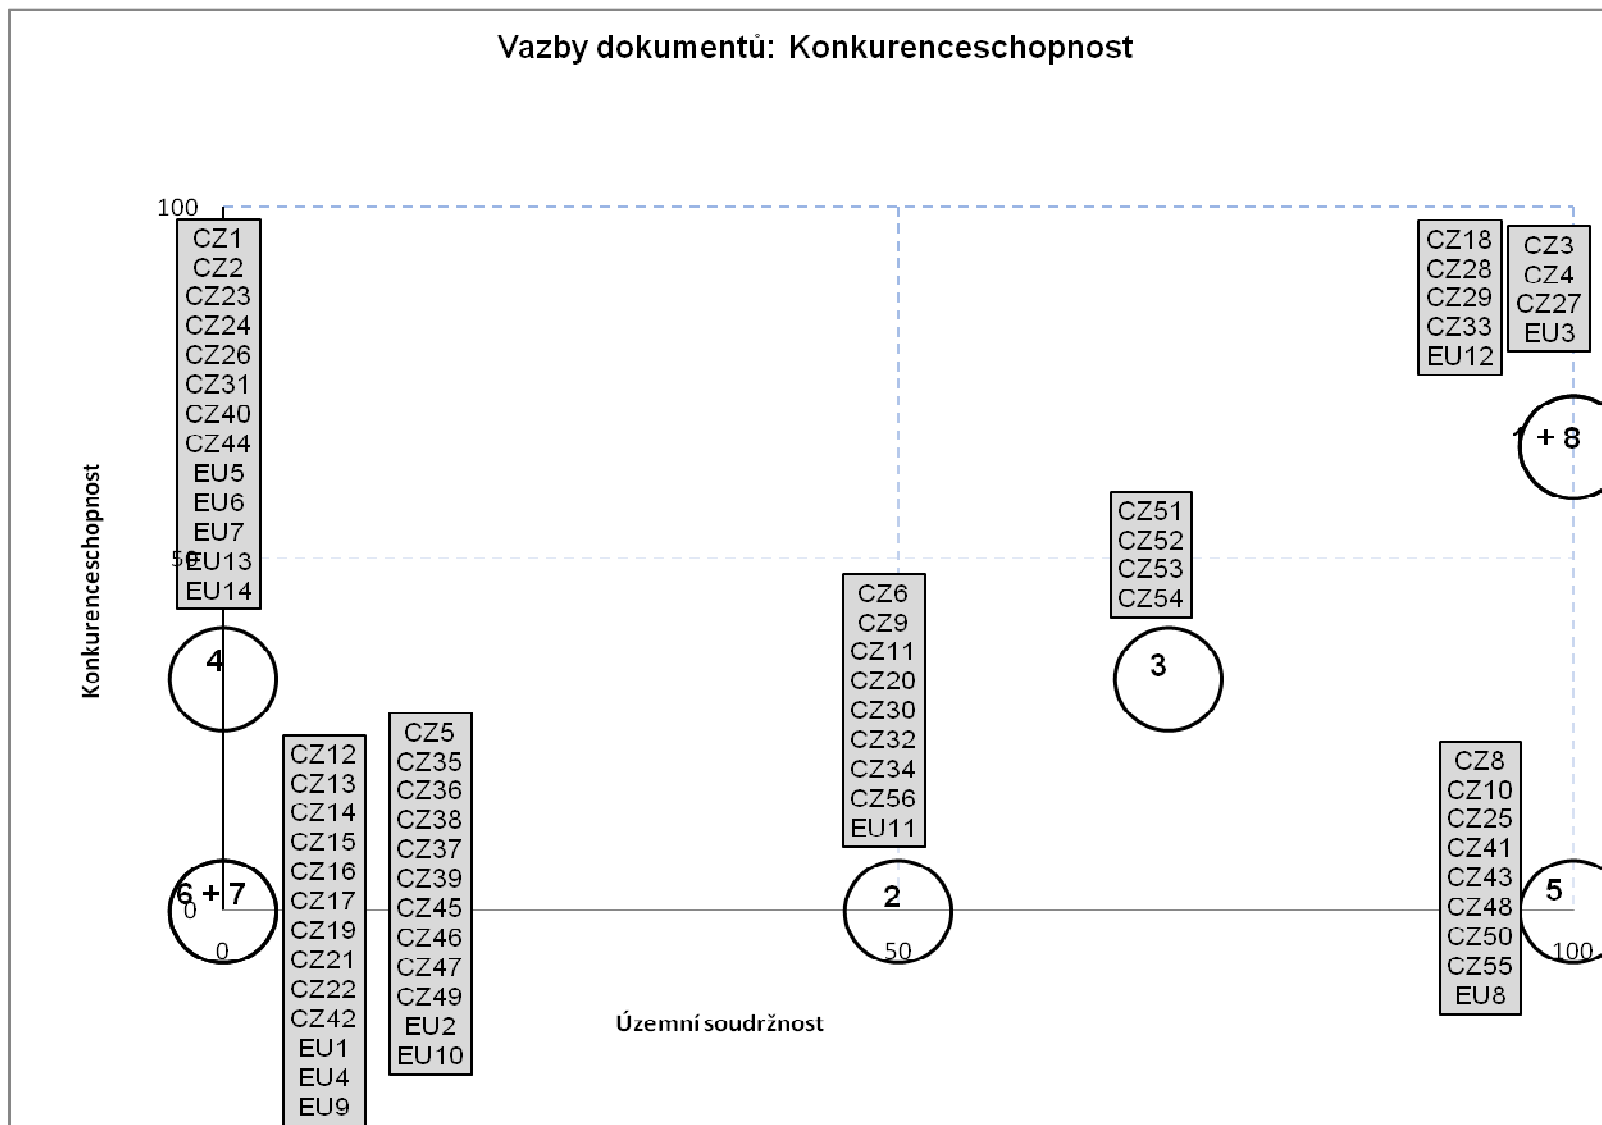 Vazby dokumentů: Konkurenceschopnost
100
CZ1
CZ2
CZ23
CZ24
CZ26
CZ31
CZ40
CZ44
EU5
EU6
EU7
50
EU13
EU14
CZ18
CZ28
CZ29
CZ33
EU12
CZ3
CZ4
CZ27
EU3
1 + 8
CZ51
CZ52
CZ53
CZ54
3
Konkurenceschopnost
4
CZ6
CZ9
CZ11
CZ20
CZ30
CZ32
CZ34
CZ56
EU11
2
CZ12
CZ13
CZ14
CZ15
CZ16
CZ17
CZ19
CZ21
CZ22
CZ42
EU1
EU4
EU9
CZ5
CZ35
CZ36
CZ38
CZ37
CZ39
CZ45
CZ46
CZ47
CZ49
EU2
EU10
CZ8
CZ10
CZ25
CZ41
CZ43
CZ48
CZ50
CZ55
EU8
5
6 + 7
0
0
50
100
Územní soudržnost